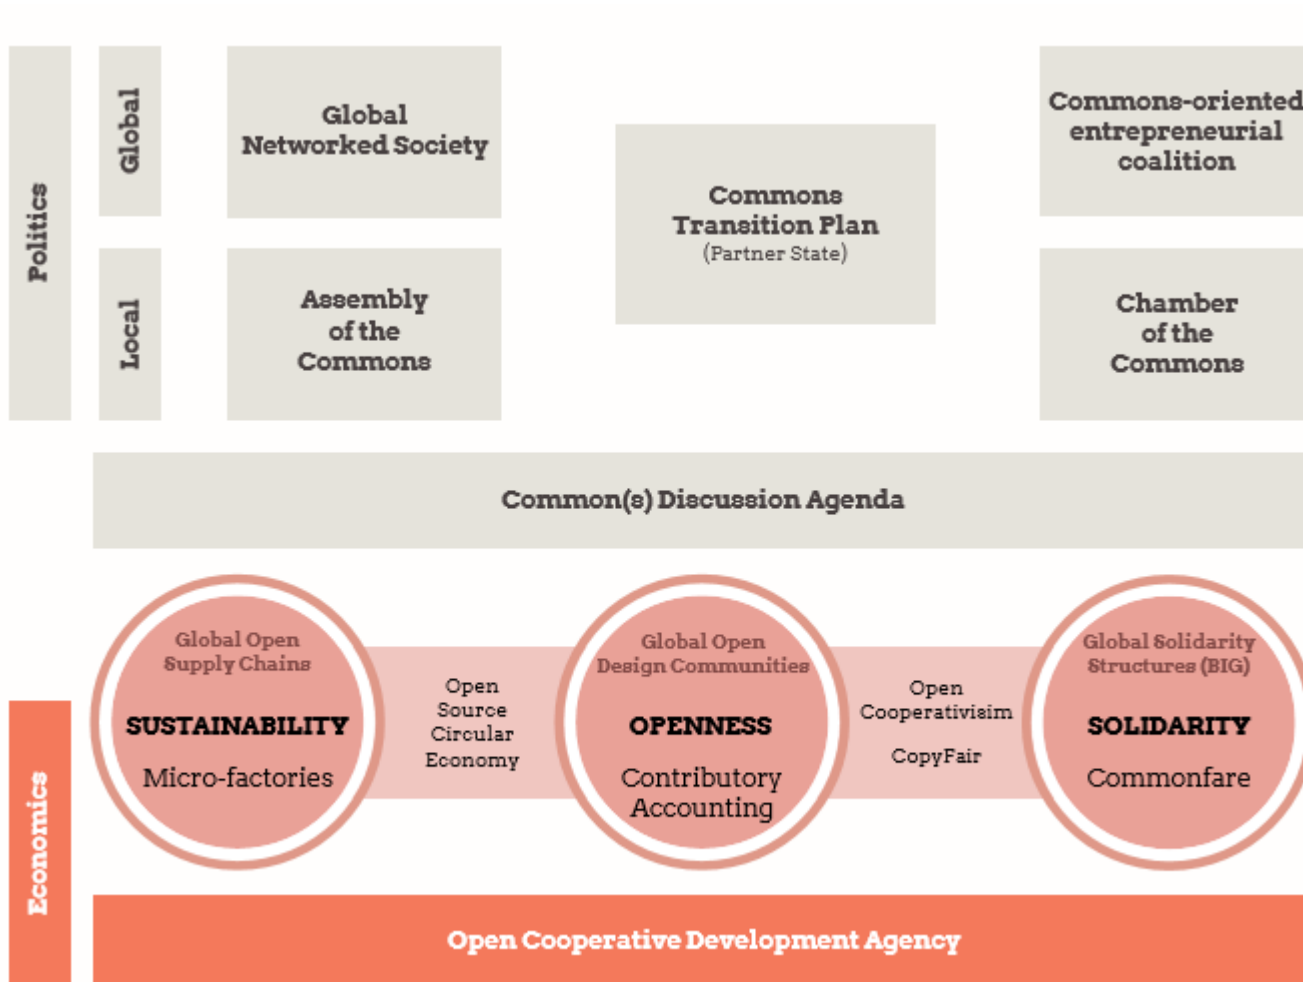 Politics
Global
Global
Networked Society
Commons
Transition Plan
(Partner State)
Commons-oriented
entrepreneurial
coalition
Local
Assembly
of the
Commons
Chamber
of the
Commons
Common(s) Discussion Agenda
Economics
Global Open
Supply Chains
SUSTAINABILITY
Micro-factories
Open
Source
Circular
Economy
Global Open
Design Communities
OPENNESS
Contributory
Accounting
Open
Cooperativisim
CopyFair
Global Solidarity
Structures (BIG)
SOLIDARITY
Commonfare
Open Cooperative Development Agency